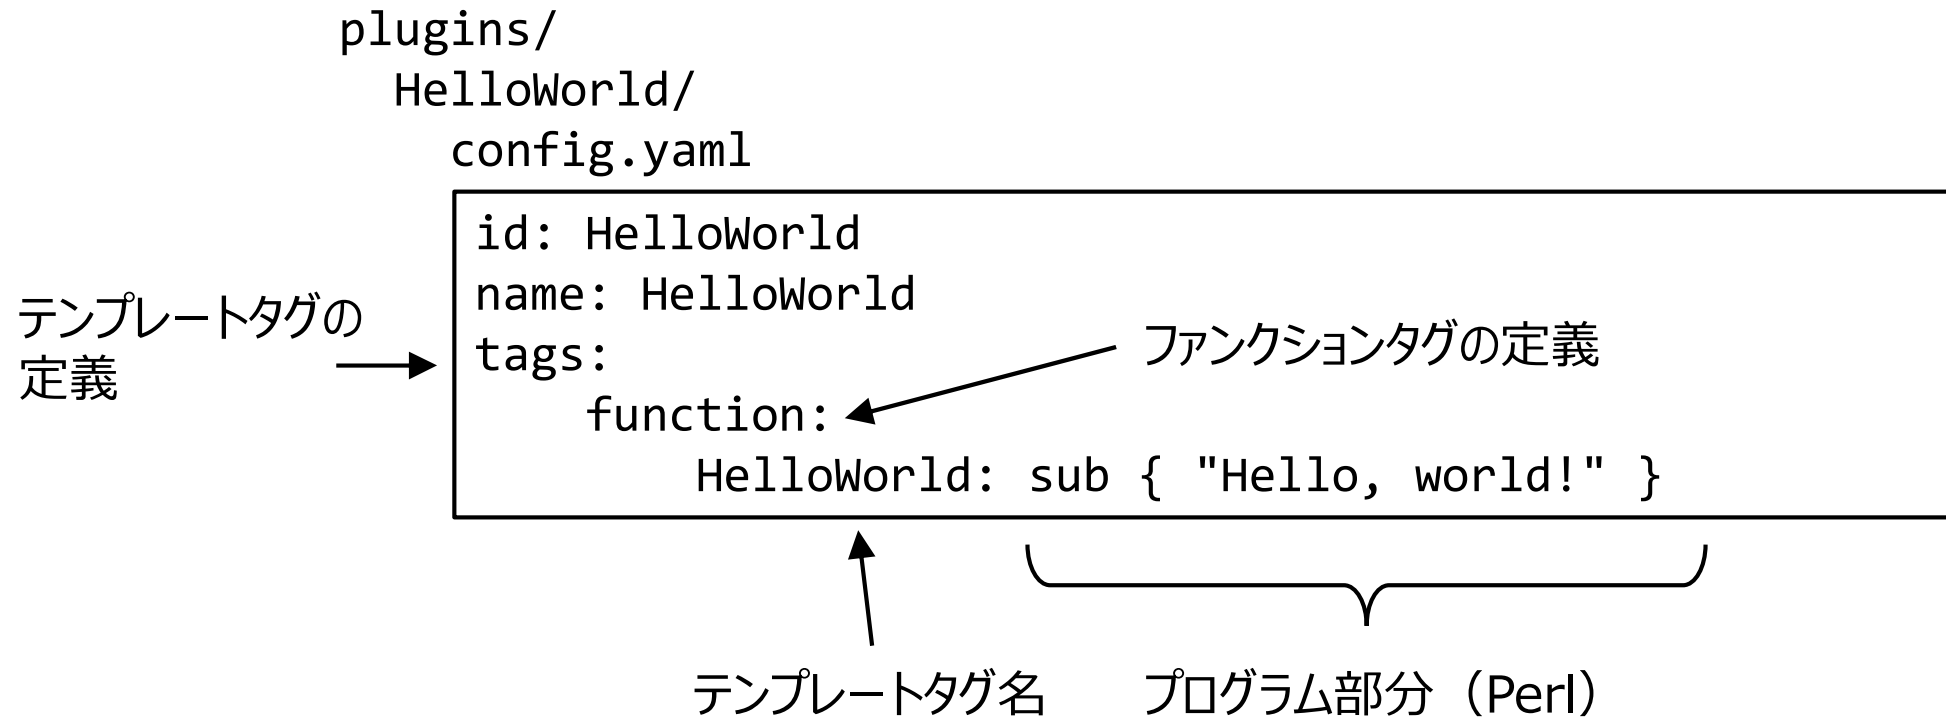 plugins/
HelloWorld/
config.yaml
id: HelloWorld
name: HelloWorld
tags:
function:
HelloWorld: sub { "Hello, world!" }
テンプレートタグの
定義
ファンクションタグの定義
テンプレートタグ名
プログラム部分（Perl）